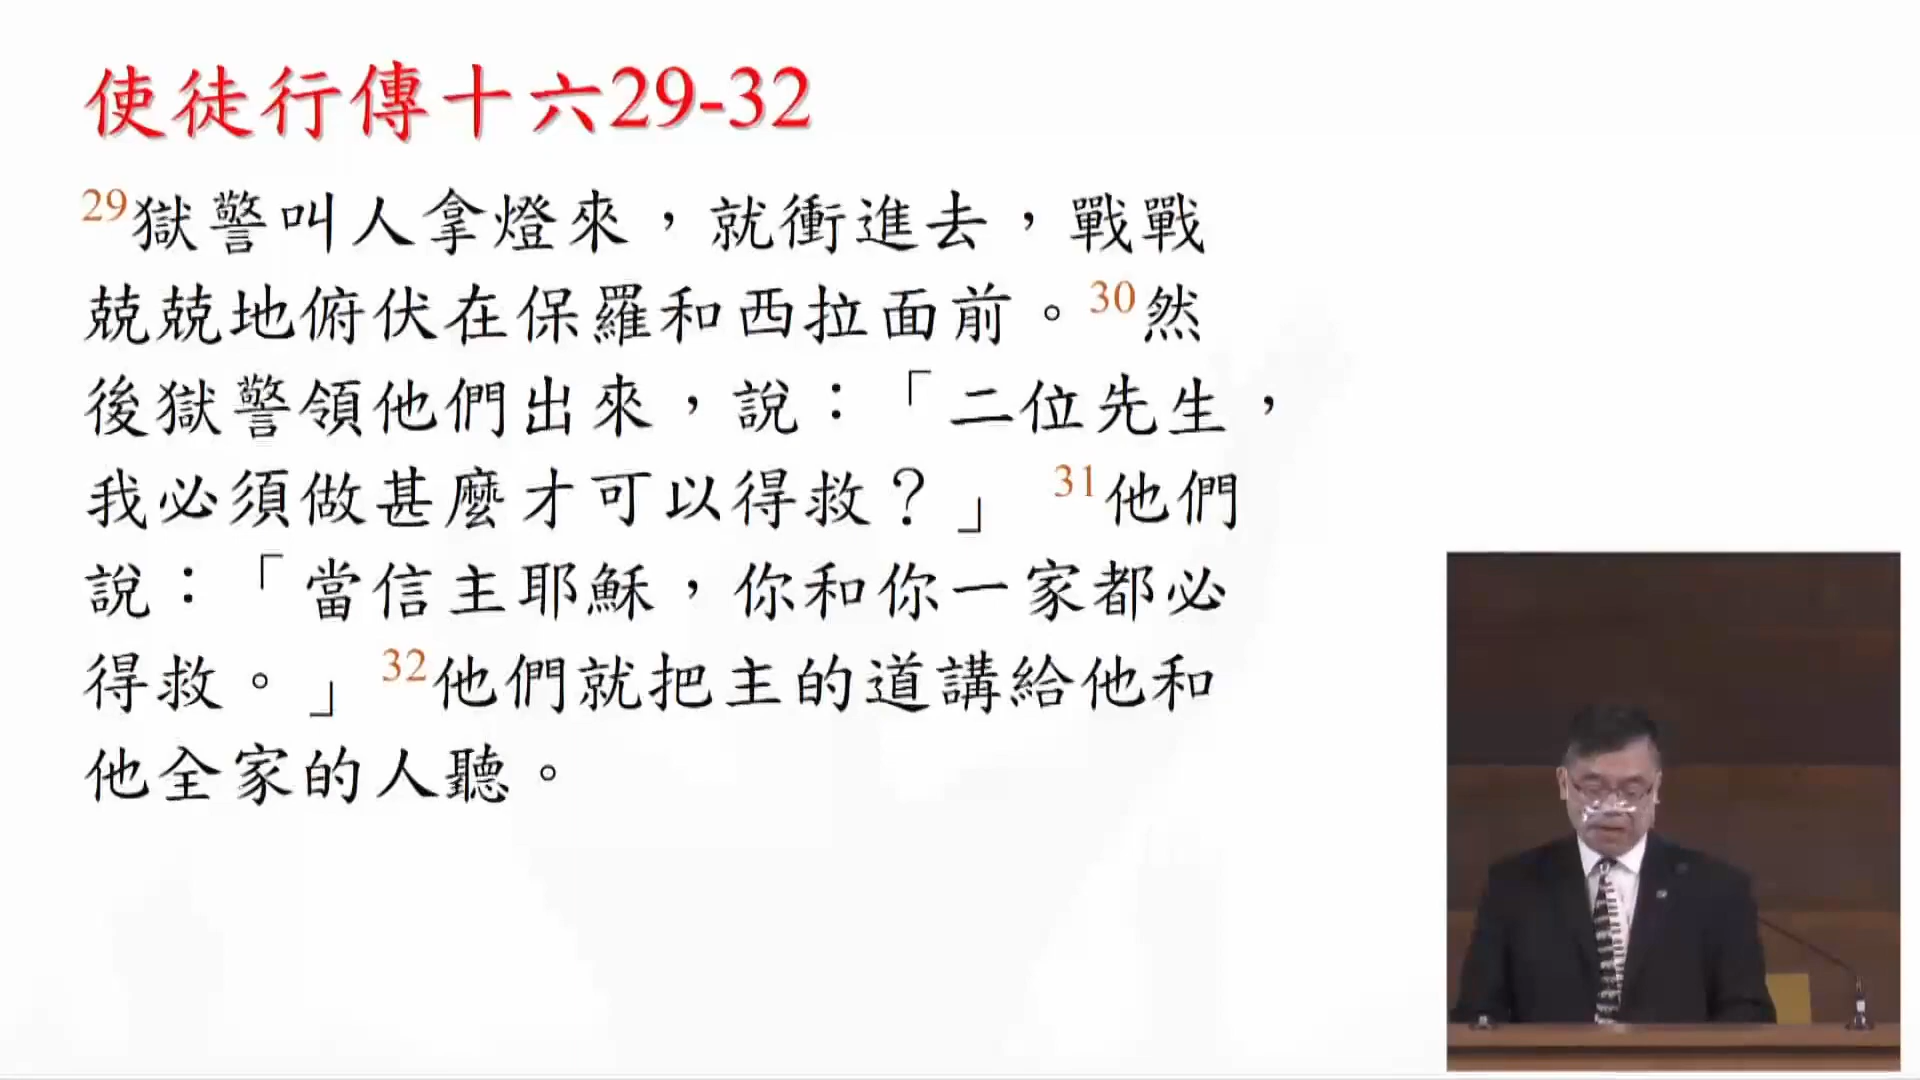 使徒行傳十六29-32
29獄警叫人拿燈來，就衝進去，戰戰
兢兢地俯伏在保羅和西拉面前。30然
後獄警領他們出來，說：「二位先生，
我必須做甚麼才可以得救？」 31他們
說：「當信主耶穌，你和你一家都必
得救。」32他們就把主的道講給他和
他全家的人聽。